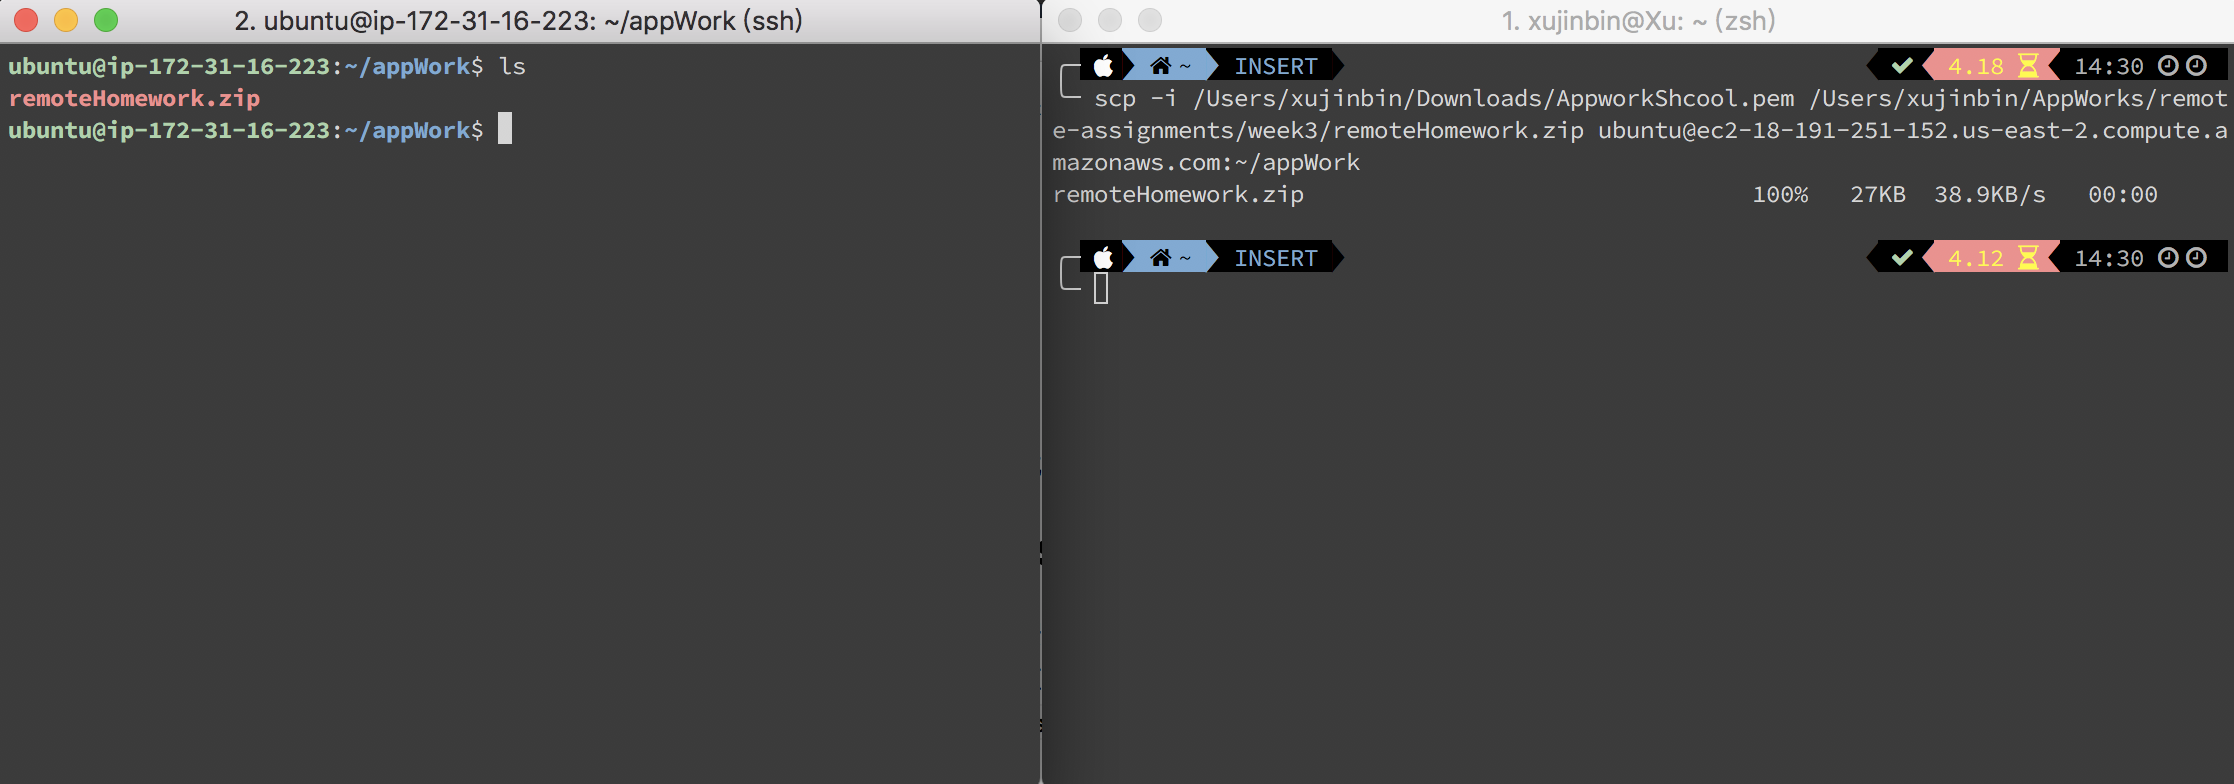 2. ubuntu@ip-172-31-16-223: ~/appWork (ssh)
ubuntu@ip-172-31-16-223:~/appWork$ ls
remoteHomework.zip
ubuntu@ip-172-31-16-223:~/appWork$
1. xujinbin@Xu: ~ (zsh)
~ INSERT 4.18 14:30
scp -i /Users/xujinbin/Downloads/AppworkShcool.pem /Users/xujinbin/AppWorks/remot
e-assignments/week3/remoteHomework.zip ubuntu@ec2-18-191-251-152.us-east-2.compute.a
mazonaws.com:~/appWork
remoteHomework.zip 100% 27KB 38.9KB/s 00:00
~ INSERT 4.12 14:30